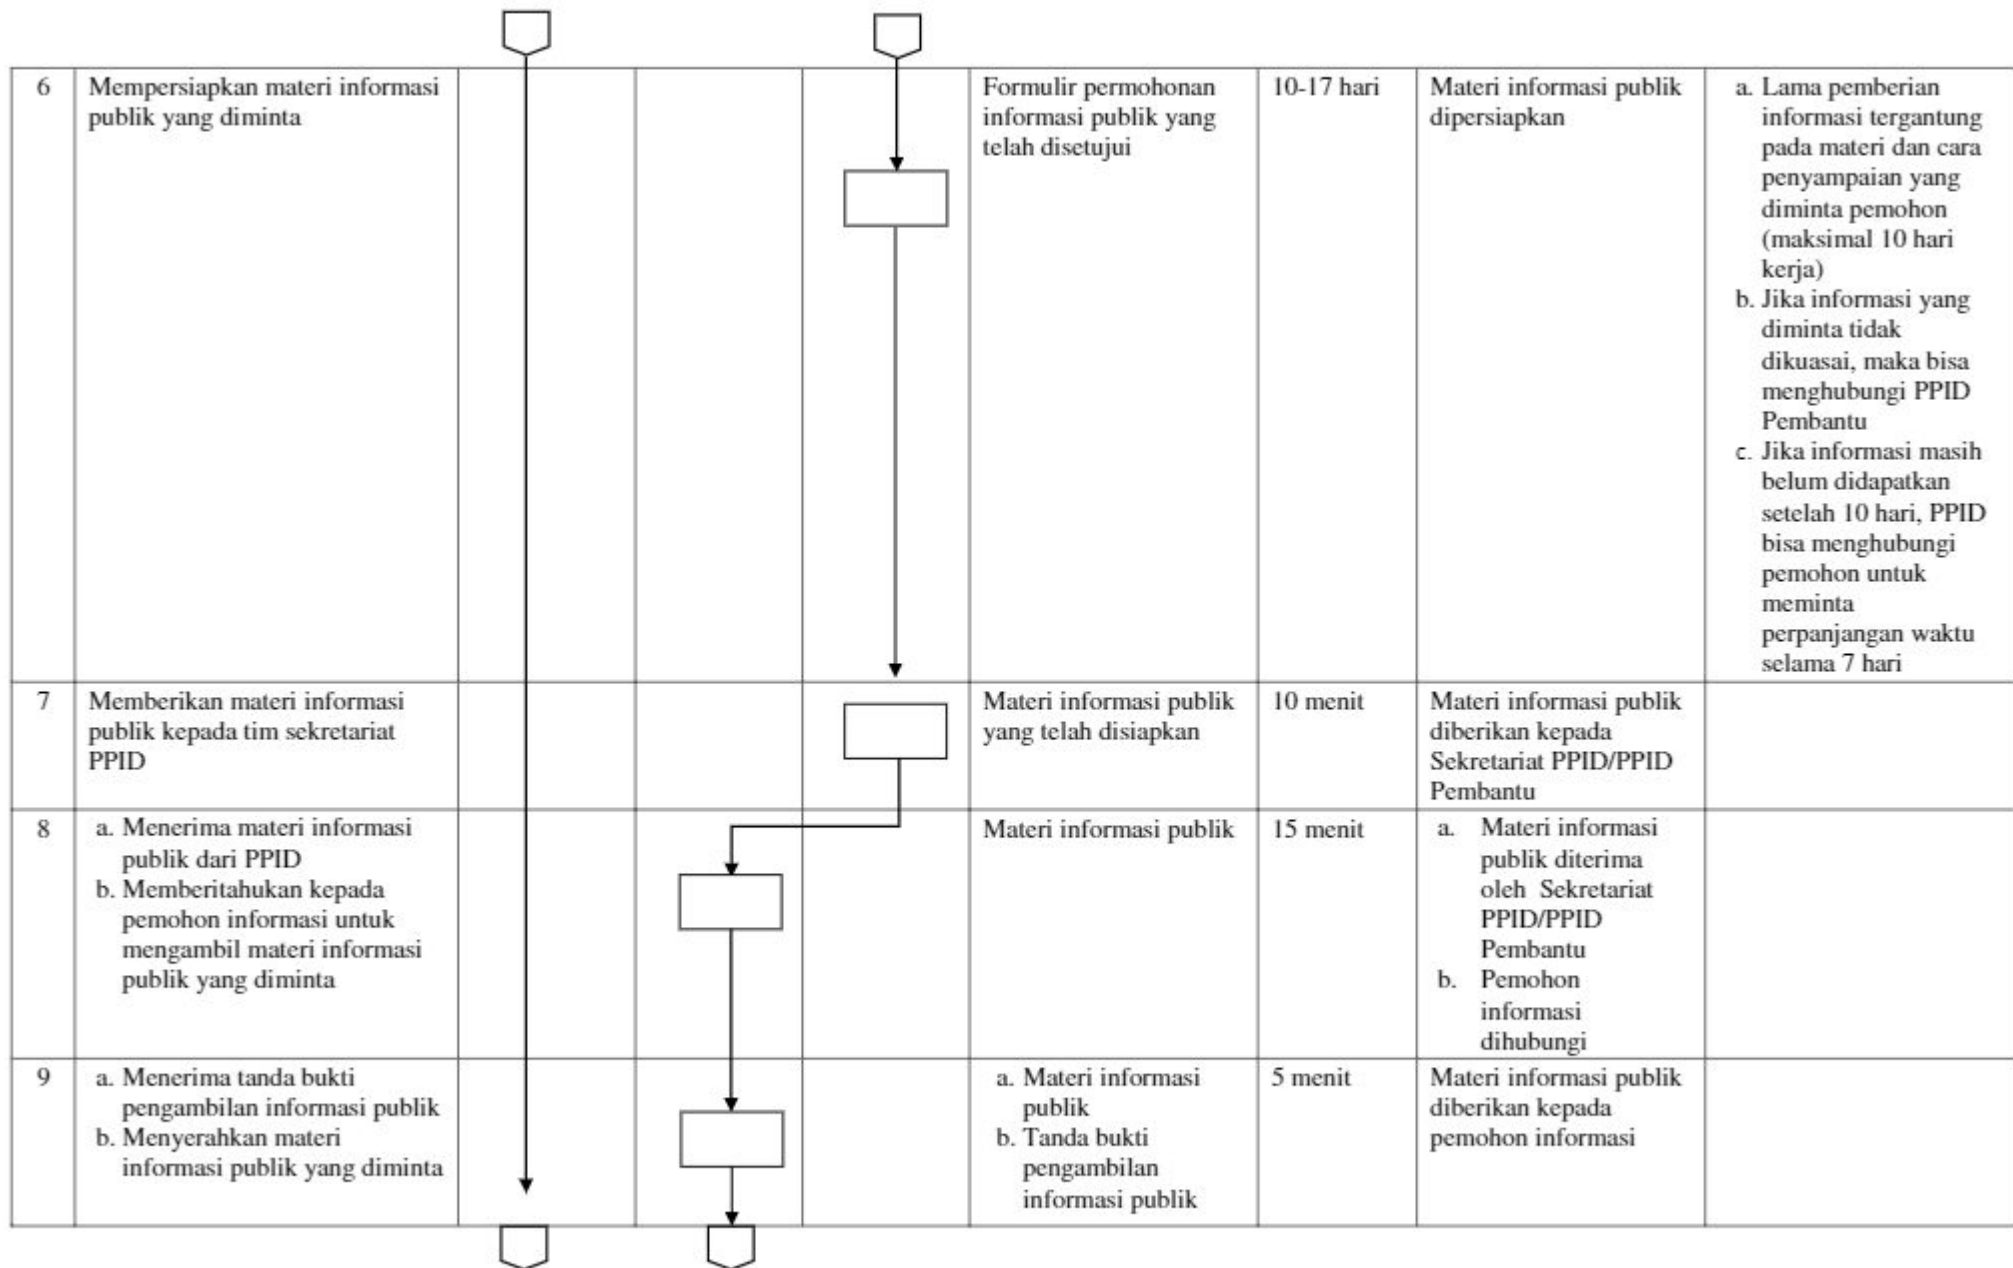 6
Mempersiapkan materi informasi
publik yang diminta
Formulir permohonan
informasi publik yang
telah disetujui
10-17 hari
Materi informasi publik
dipersiapkan
a. Lama pemberian
informasi tergantung
pada materi dan cara
penyampaian yang
diminta pemohon
(maksimal 10 hari
kerja)
b. Jika informasi yang
diminta tidak
dikuasai, maka bisa
menghubungi PPID
Pembantu
c. Jika informasi masih
belum didapatkan
setelah 10 hari, PPID
bisa menghubungi
pemohon untuk
meminta
perpanjangan waktu
selama 7 hari
7
Memberikan materi informasi
publik kepada tim sekretariat
PPID
Materi informasi publik
yang telah disiapkan
10 menit
Materi informasi publik
diberikan kepada
Sekretariat PPID/PPID
Pembantu
8
a. Menerima materi informasi
publik dari PPID
b. Memberitahukan kepada
pemohon informasi untuk
mengambil materi informasi
publik yang diminta
Materi informasi publik
15 menit
a. Materi informasi
publik diterima
oleh Sekretariat
PPID/PPID
Pembantu
b. Pemohon
informasi
dihubungi
9
a. Menerima tanda bukti
pengambilan informasi publik
b. Menyerahkan materi
informasi publik yang diminta
a. Materi informasi
publik
b. Tanda bukti
pengambilan
informasi publik
5 menit
Materi informasi publik
diberikan kepada
pemohon informasi